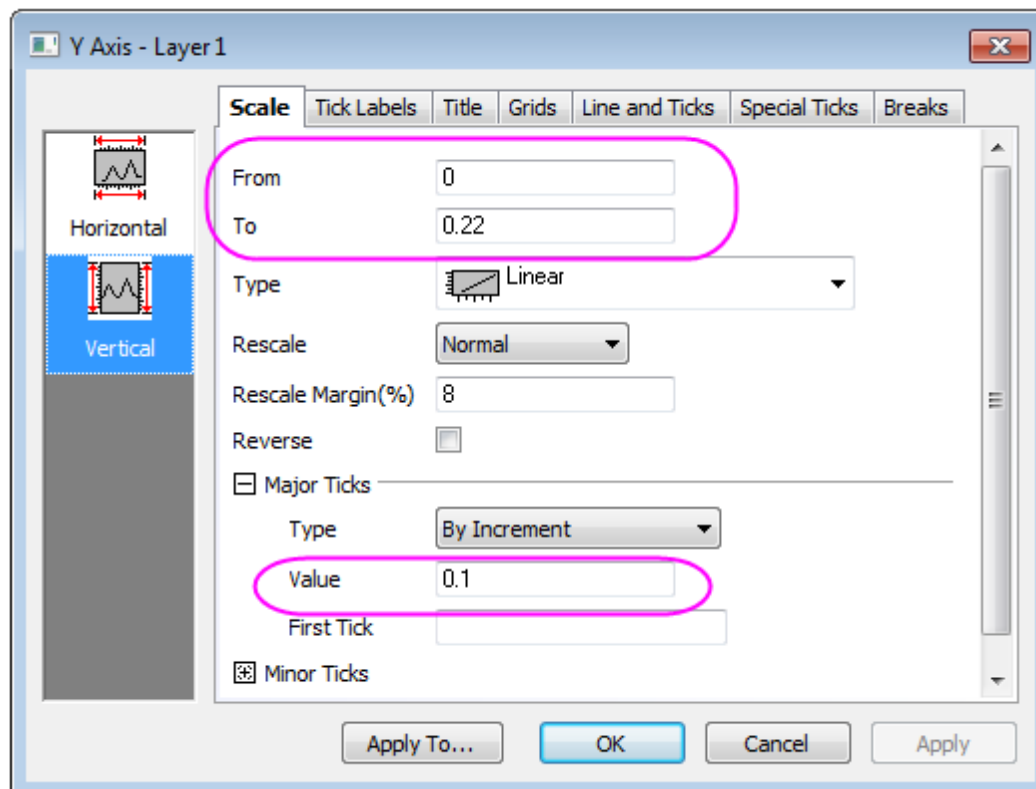 Y Axis - Layer 1
Scale Tick Labels Title Grids Line and Ticks Special Ticks Breaks
Horizontal
Vertical
From 0
To 0.22
Type Linear
Rescale Normal
Rescale Margin(%) 8
Reverse
Major Ticks
Type By Increment
Value 0.1
First Tick
Minor Ticks
Apply To... OK Cancel Apply